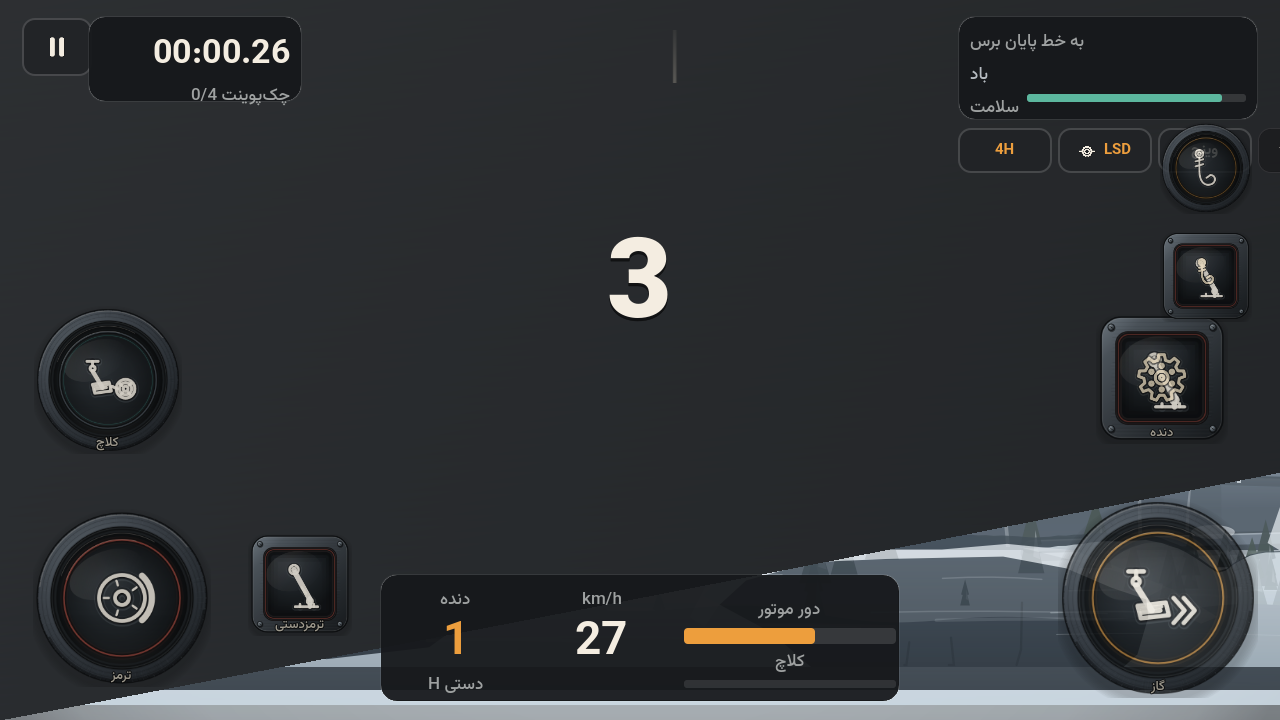 00:00.26
چک‌پوینت 0/4
به خط پایان برس
باد
سلامت
4H
LSD
وینچ
3
کلاچ
دنده
ترمزدستی
ترمز
گاز
دنده
1
دستی H
km/h
27
دور موتور
کلاچ